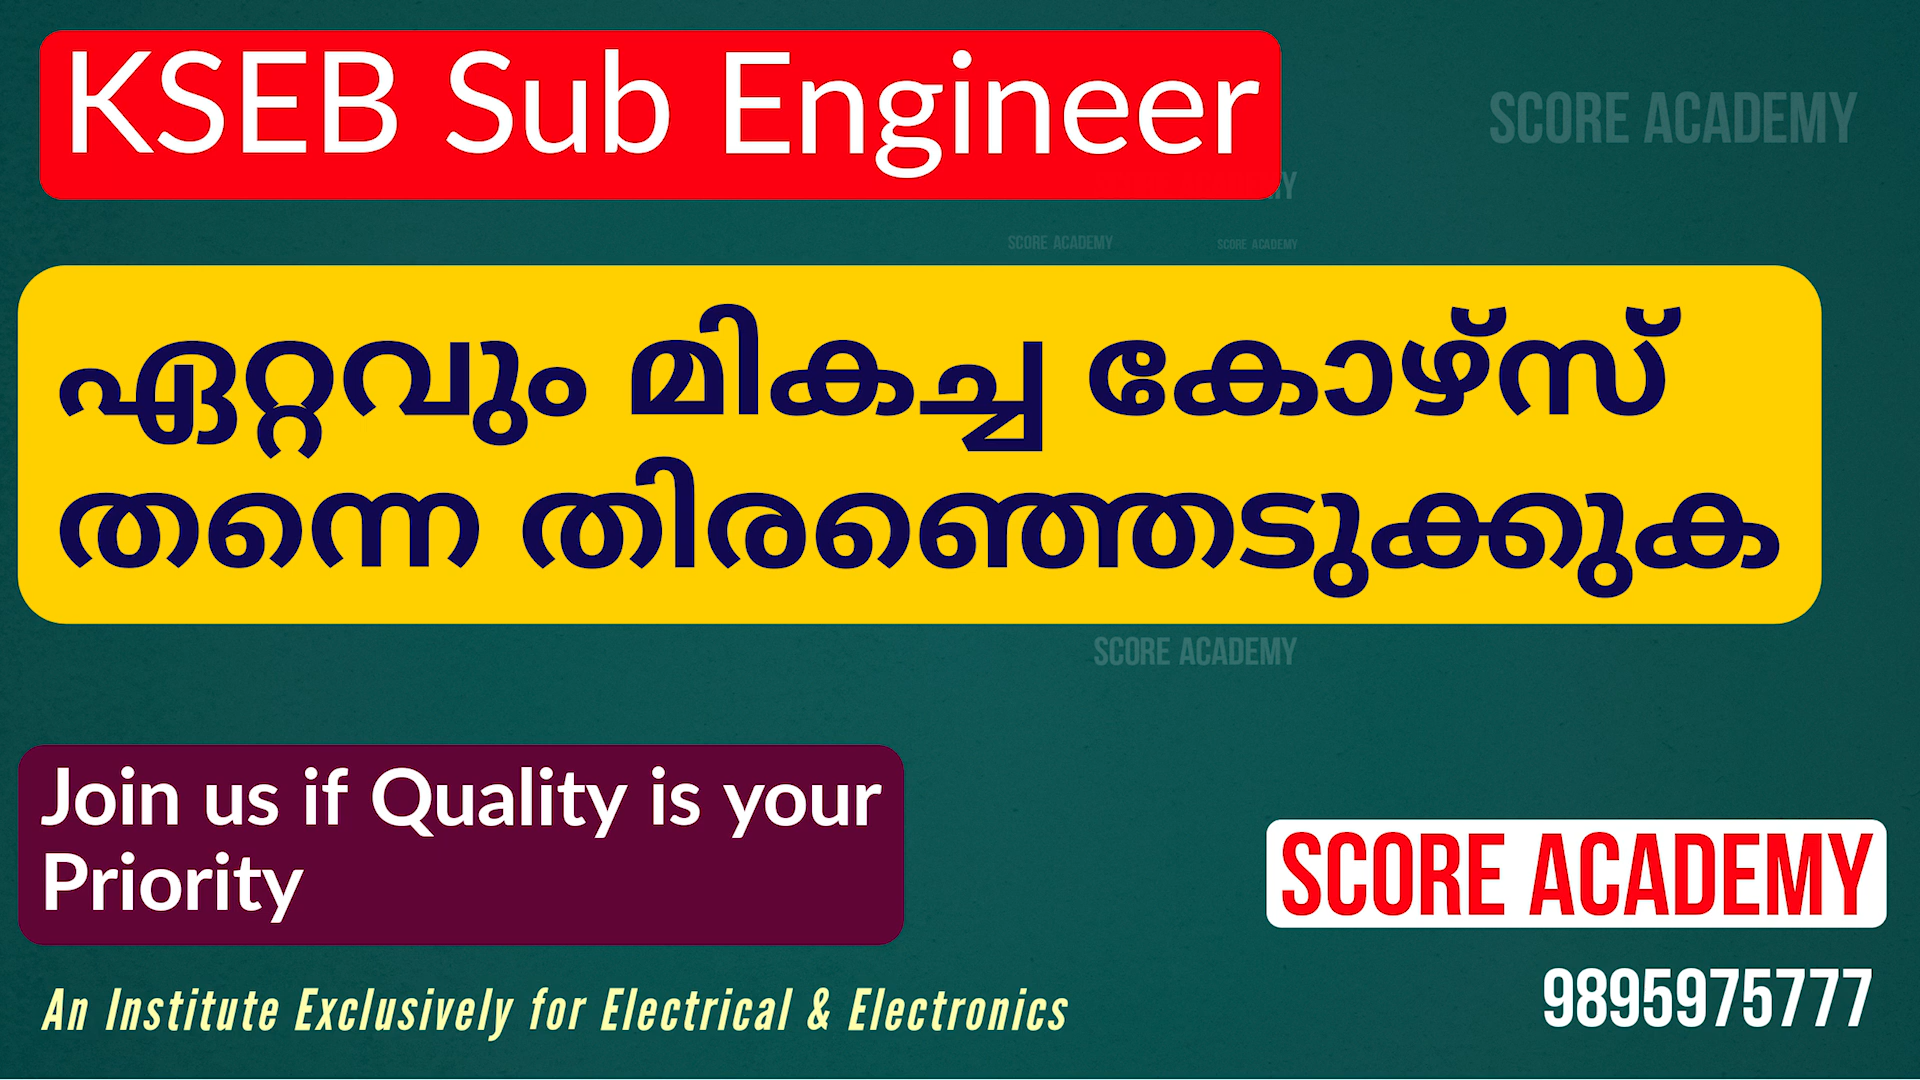 KSEB Sub Engineer
SCORE ACADEMY
SCORE ACADEMY
SCORE ACADEMY
ഏറ്റവും മികച്ച കോഴ്സ്
തന്നെ തിരഞ്ഞെടുക്കുക
SCORE ACADEMY
Join us if Quality is your
Priority
SCORE ACADEMY
An Institute Exclusively for Electrical & Electronics
9895975777